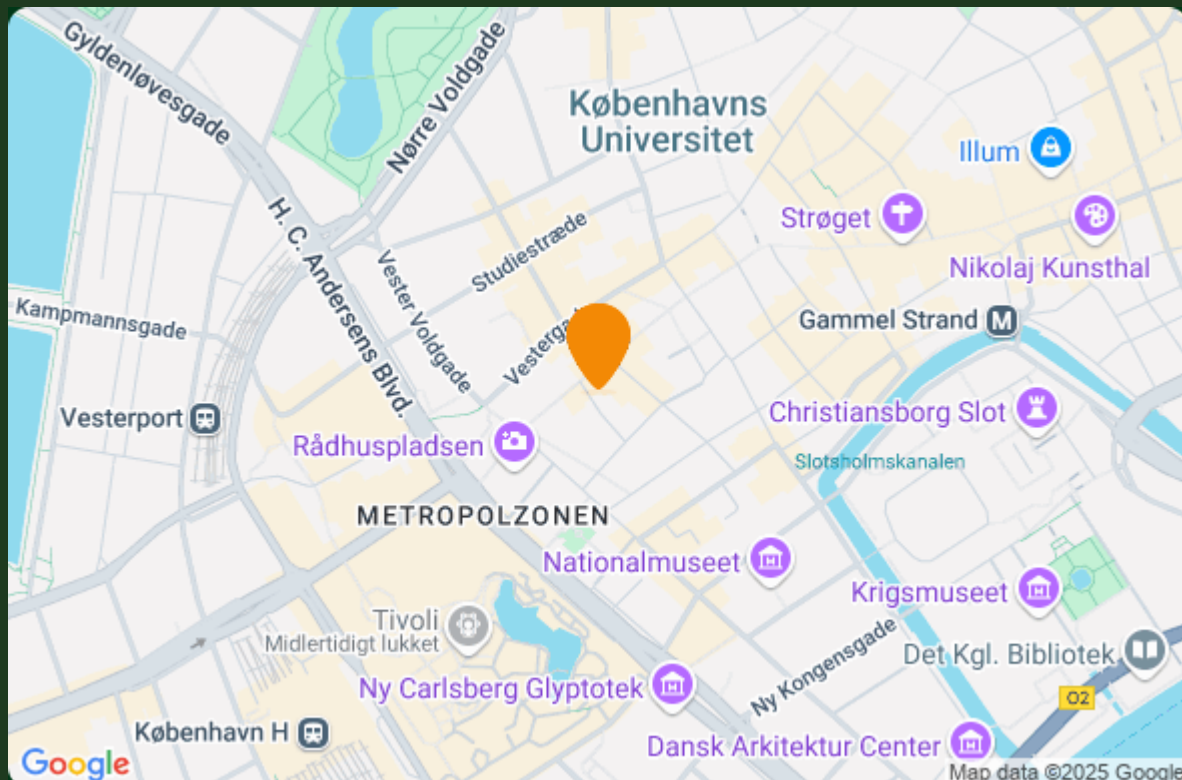 Gyldenløvesgade
Nørre Voldgade
Københavns
Universitet
Illum
Strøget
Studiestræde
H. C. Andersens Blvd.
Vester Voldgade
Nikolaj Kunsthal
Kampmannsgade
Gammel Strand M
Vesterport
Christiansborg Slot
Rådhuspladsen
Slotsholmskanalen
METROPOLZONEN
Nationalmuseet
Krigsmuseet
Tivoli
Midlertidigt lukket
Ny Kongensgade
Det Kgl. Bibliotek
Ny Carlsberg Glyptotek
O2
København H
Dansk Arkitektur Center
Google
Map data ©2025 Google